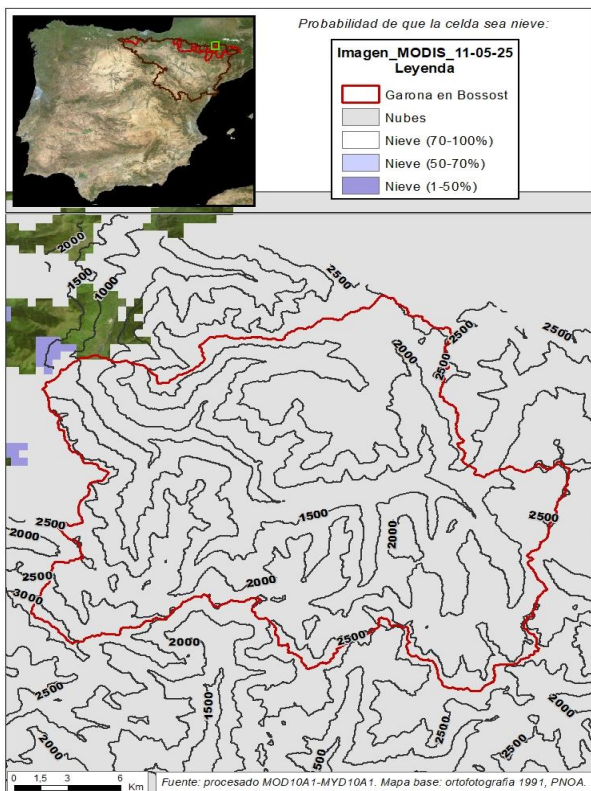 Probabilidad de que la celda sea nieve:
Imagen_MODIS_11-05-25
Leyenda
Garona en Bossost
Nubes
Nieve (70-100%)
Nieve (50-70%)
Nieve (1-50%)
2000
1500
1000
2500
2500
2500
2000
2500
2500
1500
2000
2500
2000
2500
3000
2000
2500
2000
2500
1500
2000
2500
2000
1500
2500
0 1,5 3 6
Km
Fuente: procesado MOD10A1-MYD10A1. Mapa base: ortofotografía 1991, PNOA.